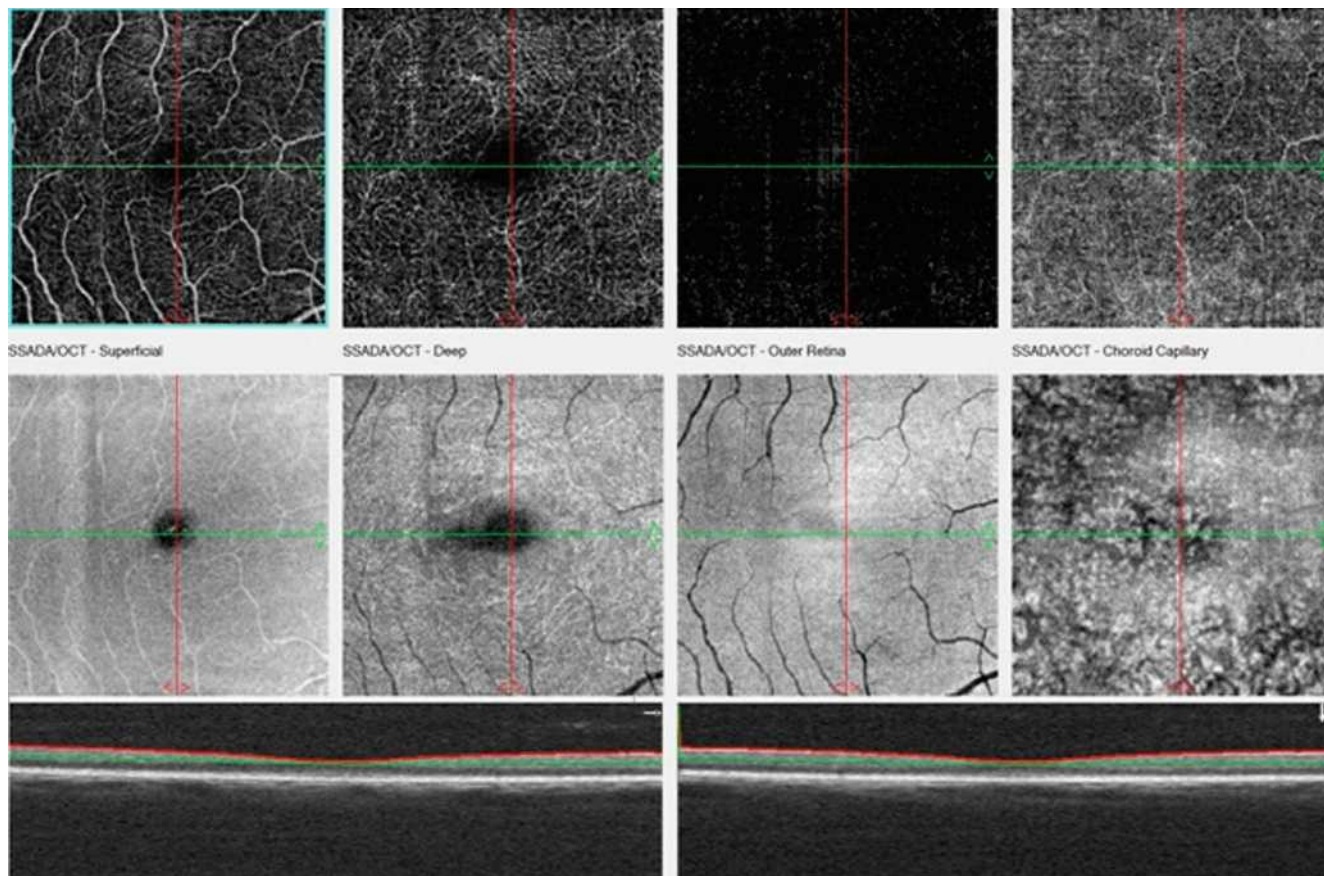 SSADA/OCT - Superficial
SSADA/OCT - Deep
SSADA/OCT - Outer Retina
SSADA/OCT - Choroid Capillary